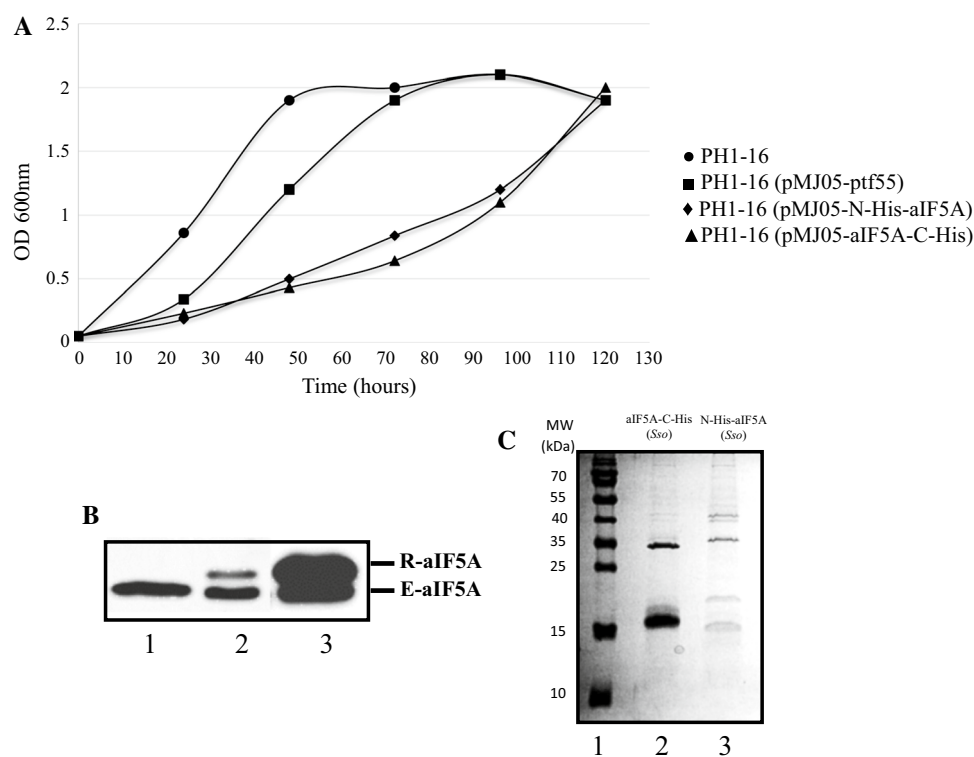 A
2.5
2
1.5
1
0.5
0
OD 600nm
0 10 20 30 40 50 60 70 80 90 100 110 120 130
Time (hours)
PH1-16
PH1-16 (pMJ05-ptf55)
PH1-16 (pMJ05-N-His-aIF5A)
PH1-16 (pMJ05-aIF5A-C-His)
B
R-aIF5A
E-aIF5A
1 2 3
C
MW
(kDa)
aIF5A-C-His
(Sso)
N-His-aIF5A
(Sso)
70
55
40
35
25
15
10
1 2 3